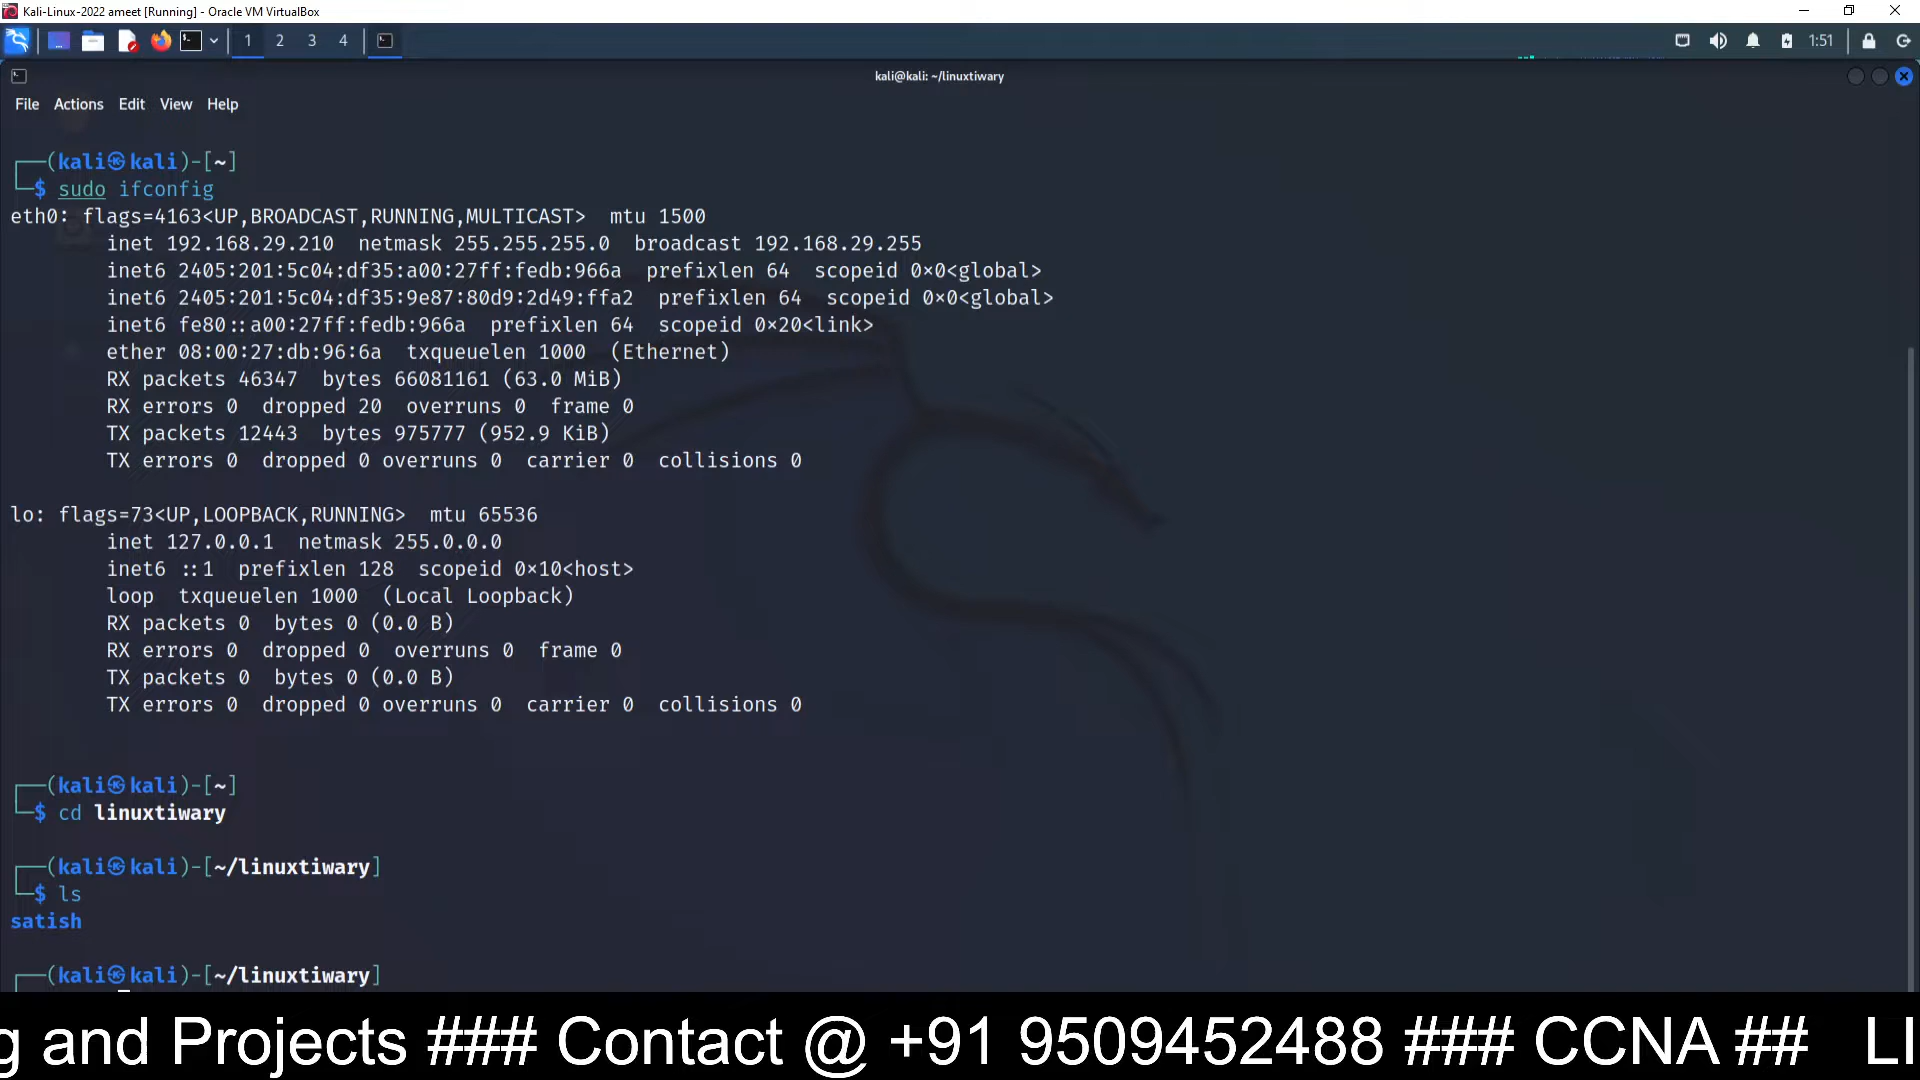 Kali-Linux-2022 ameet [Running] - Oracle VM VirtualBox
1 2 3 4 1:51
kali@kali: ~/linuxtiwary
File Actions Edit View Help
┌──(kali㉿kali)-[~]
└─$ sudo ifconfig
eth0: flags=4163<UP,BROADCAST,RUNNING,MULTICAST>  mtu 1500
        inet 192.168.29.210  netmask 255.255.255.0  broadcast 192.168.29.255
        inet6 2405:201:5c04:df35:a00:27ff:fedb:966a  prefixlen 64  scopeid 0×0<global>
        inet6 2405:201:5c04:df35:9e87:80d9:2d49:ffa2  prefixlen 64  scopeid 0×0<global>
        inet6 fe80::a00:27ff:fedb:966a  prefixlen 64  scopeid 0×20<link>
        ether 08:00:27:db:96:6a  txqueuelen 1000  (Ethernet)
        RX packets 46347  bytes 66081161 (63.0 MiB)
        RX errors 0  dropped 20  overruns 0  frame 0
        TX packets 12443  bytes 975777 (952.9 KiB)
        TX errors 0  dropped 0 overruns 0  carrier 0  collisions 0
lo: flags=73<UP,LOOPBACK,RUNNING>  mtu 65536
        inet 127.0.0.1  netmask 255.0.0.0
        inet6 ::1  prefixlen 128  scopeid 0×10<host>
        loop  txqueuelen 1000  (Local Loopback)
        RX packets 0  bytes 0 (0.0 B)
        RX errors 0  dropped 0  overruns 0  frame 0
        TX packets 0  bytes 0 (0.0 B)
        TX errors 0  dropped 0 overruns 0  carrier 0  collisions 0
┌──(kali㉿kali)-[~]
└─$ cd linuxtiwary
┌──(kali㉿kali)-[~/linuxtiwary]
└─$ ls
satish
┌──(kali㉿kali)-[~/linuxtiwary]
g and Projects ### Contact @ +91 9509452488 ### CCNA ## LI